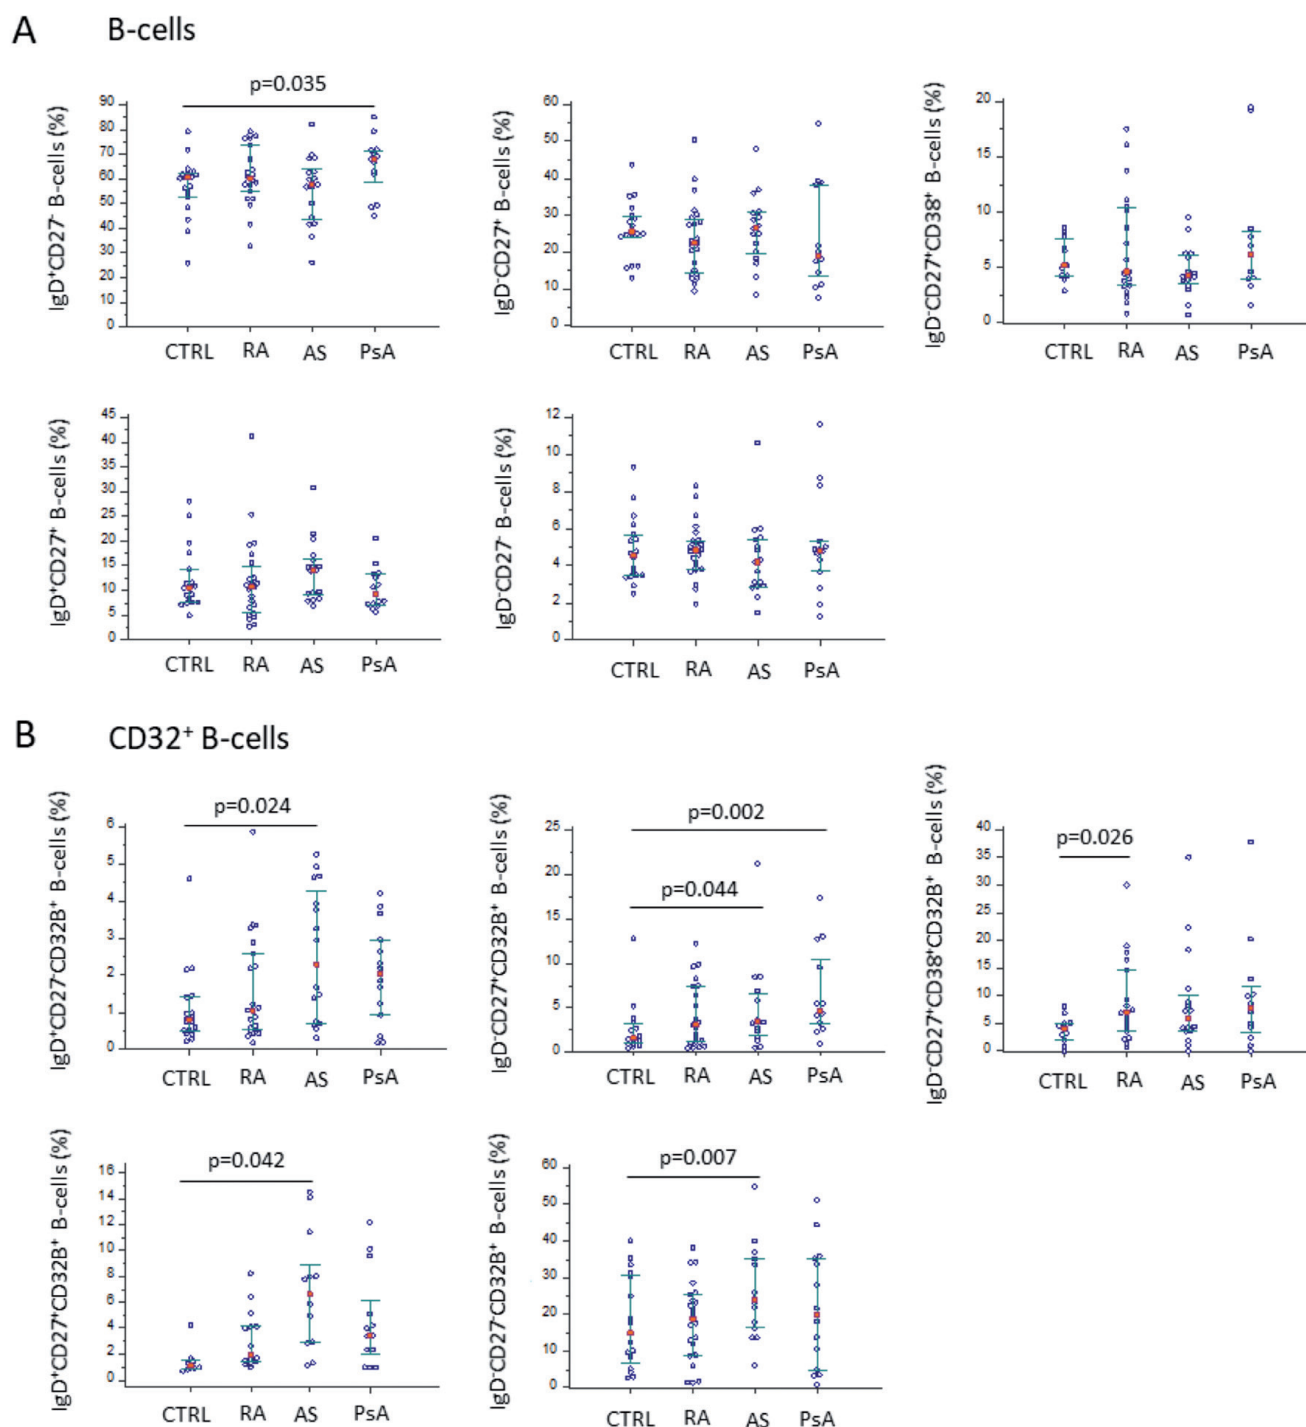 A B-cells
p=0.035
IgD⁺CD27⁻ B-cells (%)
90
80
70
60
50
40
30
20
10
0
CTRL RA AS PsA
IgD⁻CD27⁺ B-cells (%)
60
50
40
30
20
10
0
CTRL RA AS PsA
IgD⁻CD27⁺CD38⁺ B-cells (%)
20
15
10
5
0
CTRL RA AS PsA
IgD⁺CD27⁺ B-cells (%)
45
40
35
30
25
20
15
10
5
0
CTRL RA AS PsA
IgD⁻CD27⁻ B-cells (%)
12
10
8
6
4
2
0
CTRL RA AS PsA
B CD32⁺ B-cells
p=0.024
IgD⁺CD27⁻CD32B⁺ B-cells (%)
6
5
4
3
2
1
0
CTRL RA AS PsA
p=0.002
p=0.044
IgD⁻CD27⁺CD32B⁺ B-cells (%)
25
20
15
10
5
0
CTRL RA AS PsA
p=0.026
IgD⁻CD27⁺CD38⁺CD32B⁺ B-cells (%)
40
35
30
25
20
15
10
5
0
CTRL RA AS PsA
p=0.042
IgD⁺CD27⁺CD32B⁺ B-cells (%)
16
14
12
10
8
6
4
2
0
CTRL RA AS PsA
p=0.007
IgD⁻CD27⁻CD32B⁺ B-cells (%)
60
50
40
30
20
10
0
CTRL RA AS PsA